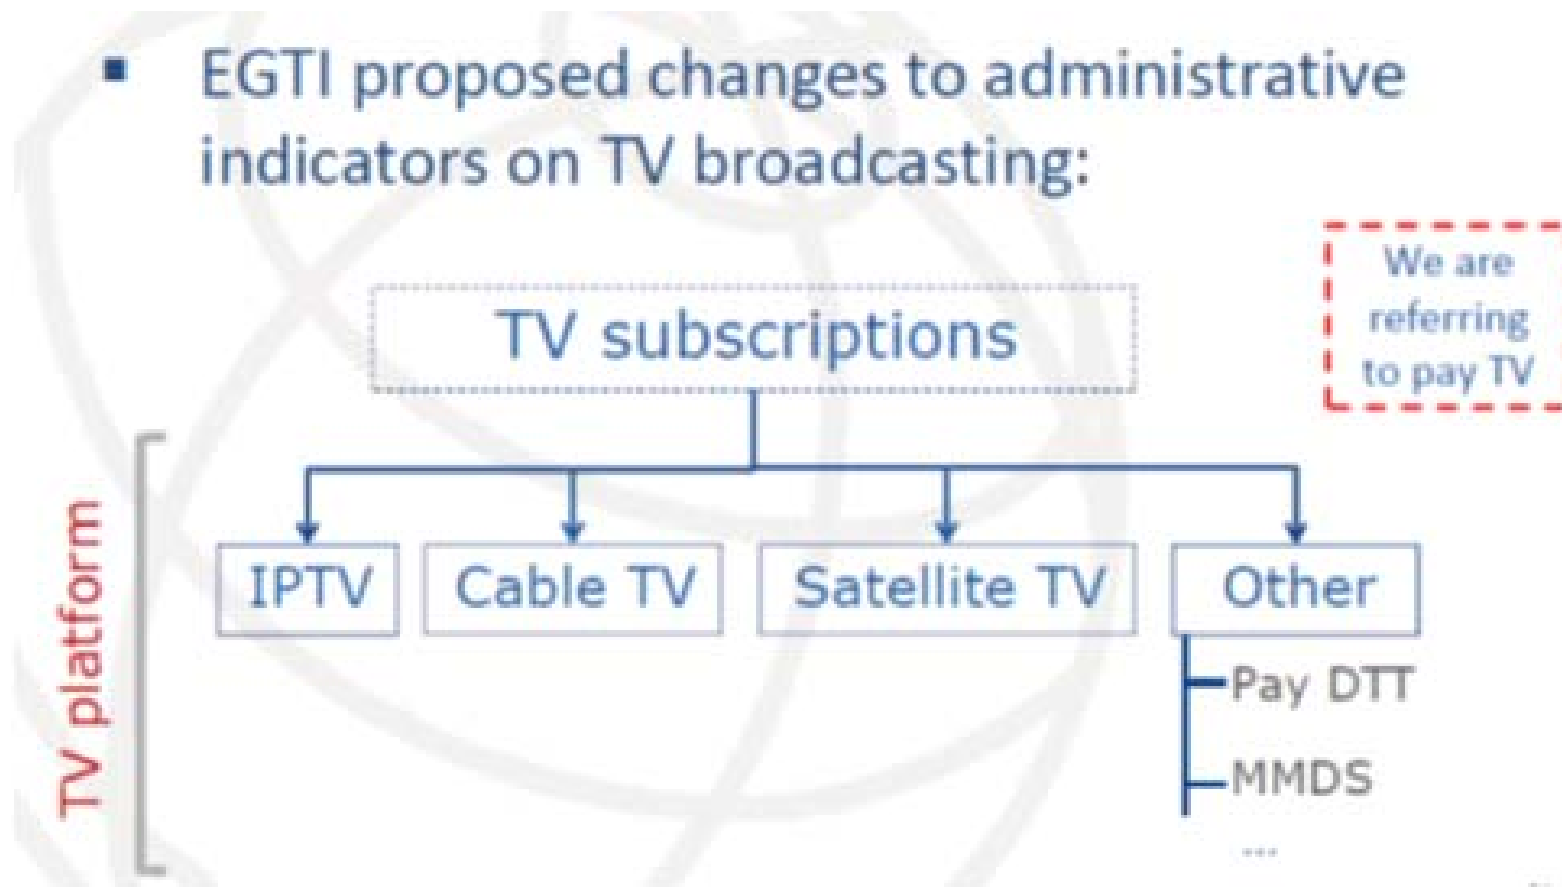 ▪ EGTI proposed changes to administrative
indicators on TV broadcasting:
We are
referring
to pay TV
TV subscriptions
TV platform
IPTV
Cable TV
Satellite TV
Other
Pay DTT
MMDS
...